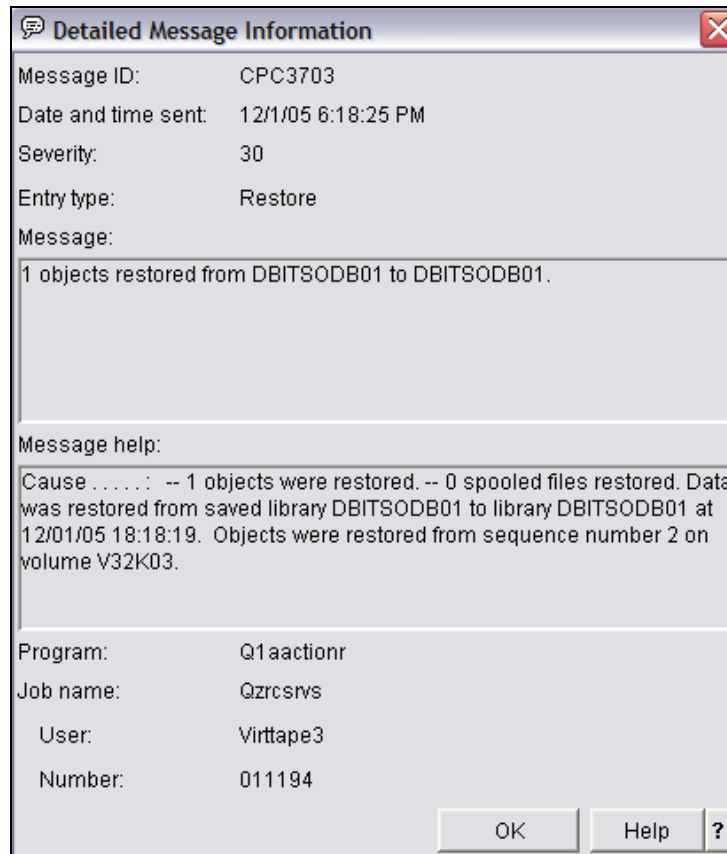 Detailed Message Information
Message ID: CPC3703
Date and time sent: 12/1/05 6:18:25 PM
Severity: 30
Entry type: Restore
Message:
1 objects restored from DBITSODB01 to DBITSODB01.
Message help:
Cause . . . . . :  -- 1 objects were restored. -- 0 spooled files restored. Data
was restored from saved library DBITSODB01 to library DBITSODB01 at
12/01/05 18:18:19.  Objects were restored from sequence number 2 on
volume V32K03.
Program: Q1aactionr
Job name: Qzrcsrvs
User: Virttape3
Number: 011194
OK Help ?